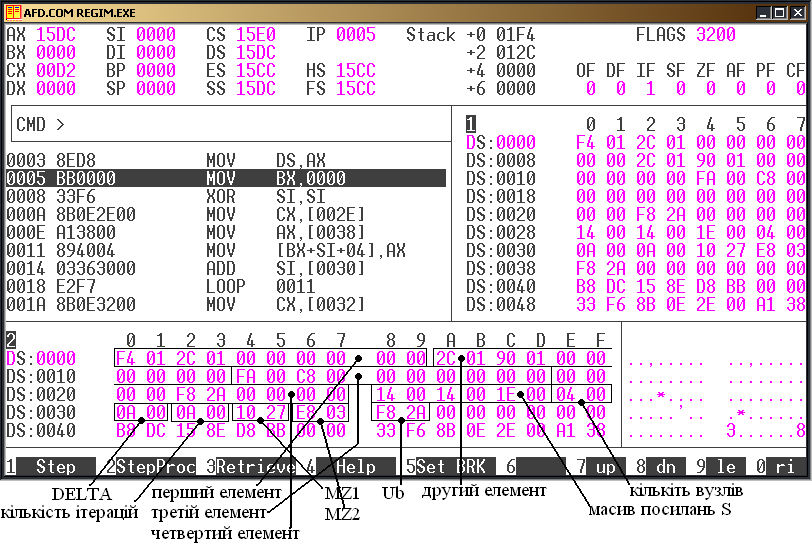 AFD.COM REGIM.EXE
AX 15DC SI 0000 CS 15E0 IP 0005 Stack +0 01F4 FLAGS 3200
BX 0000 DI 0000 DS 15DC +2 012C
CX 00D2 BP 0000 ES 15CC HS 15CC +4 0000 OF DF IF SF ZF AF PF CF
DX 0000 SP 0000 SS 15DC FS 15CC +6 0000 0 0 1 0 0 0 0 0
CMD >
1 0 1 2 3 4 5 6 7
DS:0000 F4 01 2C 01 00 00 00 00
DS:0008 00 00 2C 01 90 01 00 00
DS:0010 00 00 00 00 FA 00 C8 00
DS:0018 00 00 00 00 00 00 00 00
DS:0020 00 00 F8 2A 00 00 00 00
DS:0028 14 00 14 00 1E 00 04 00
DS:0030 0A 00 0A 00 10 27 E8 03
DS:0038 F8 2A 00 00 00 00 00 00
DS:0040 B8 DC 15 8E D8 BB 00 00
DS:0048 33 F6 8B 0E 2E 00 A1 38
0003 8ED8 MOV DS,AX
0005 BB0000 MOV BX,0000
0008 33F6 XOR SI,SI
000A 8B0E2E00 MOV CX,[002E]
000E A13800 MOV AX,[0038]
0011 894004 MOV [BX+SI+04],AX
0014 03363000 ADD SI,[0030]
0018 E2F7 LOOP 0011
001A 8B0E3200 MOV CX,[0032]
2 0 1 2 3 4 5 6 7 8 9 A B C D E F
DS:0000 F4 01 2C 01 00 00 00 00 00 00 2C 01 90 01 00 00 ..,..... ..,.....
DS:0010 00 00 00 00 FA 00 C8 00 00 00 00 00 00 00 00 00 ........ ........
DS:0020 00 00 F8 2A 00 00 00 00 14 00 14 00 1E 00 04 00 ...*.... ........
DS:0030 0A 00 0A 00 10 27 E8 03 F8 2A 00 00 00 00 00 00 .....'.. .*......
DS:0040 B8 DC 15 8E D8 BB 00 00 33 F6 8B 0E 2E 00 A1 38 ........ 3......8
1 Step 2StepProc 3Retrieve 4 Help 5Set BRK 6 7 up 8 dn 9 le 0 ri
DELTA
кількість ітерацій
перший елемент
третій елемент
четвертий елемент
MZ1
MZ2
Ub
другий елемент
кількіть вузлів
масив посилань S